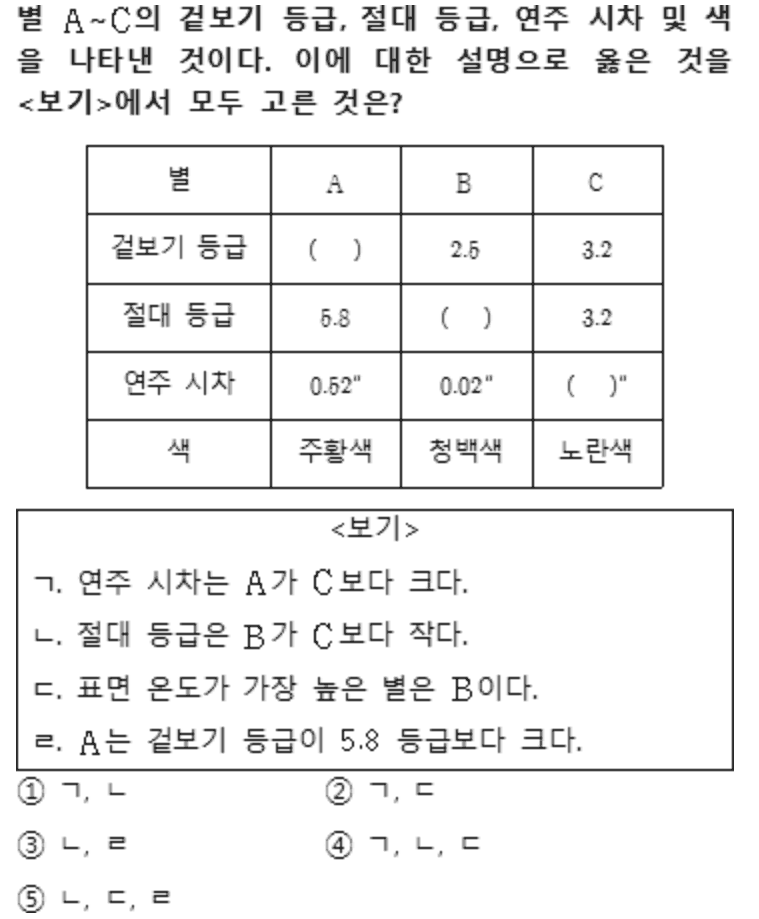 별 A~C의 겉보기 등급, 절대 등급, 연주 시차 및 색
을 나타낸 것이다. 이에 대한 설명으로 옳은 것을
<보기>에서 모두 고른 것은?
별 A B C
겉보기 등급 ( ) 2.5 3.2
절대 등급 5.8 ( ) 3.2
연주 시차 0.52" 0.02" ( )"
색 주황색 청백색 노란색
<보기>
ㄱ. 연주 시차는 A가 C보다 크다.
ㄴ. 절대 등급은 B가 C보다 작다.
ㄷ. 표면 온도가 가장 높은 별은 B이다.
ㄹ. A는 겉보기 등급이 5.8 등급보다 크다.
① ㄱ, ㄴ ② ㄱ, ㄷ
③ ㄴ, ㄹ ④ ㄱ, ㄴ, ㄷ
⑤ ㄴ, ㄷ, ㄹ